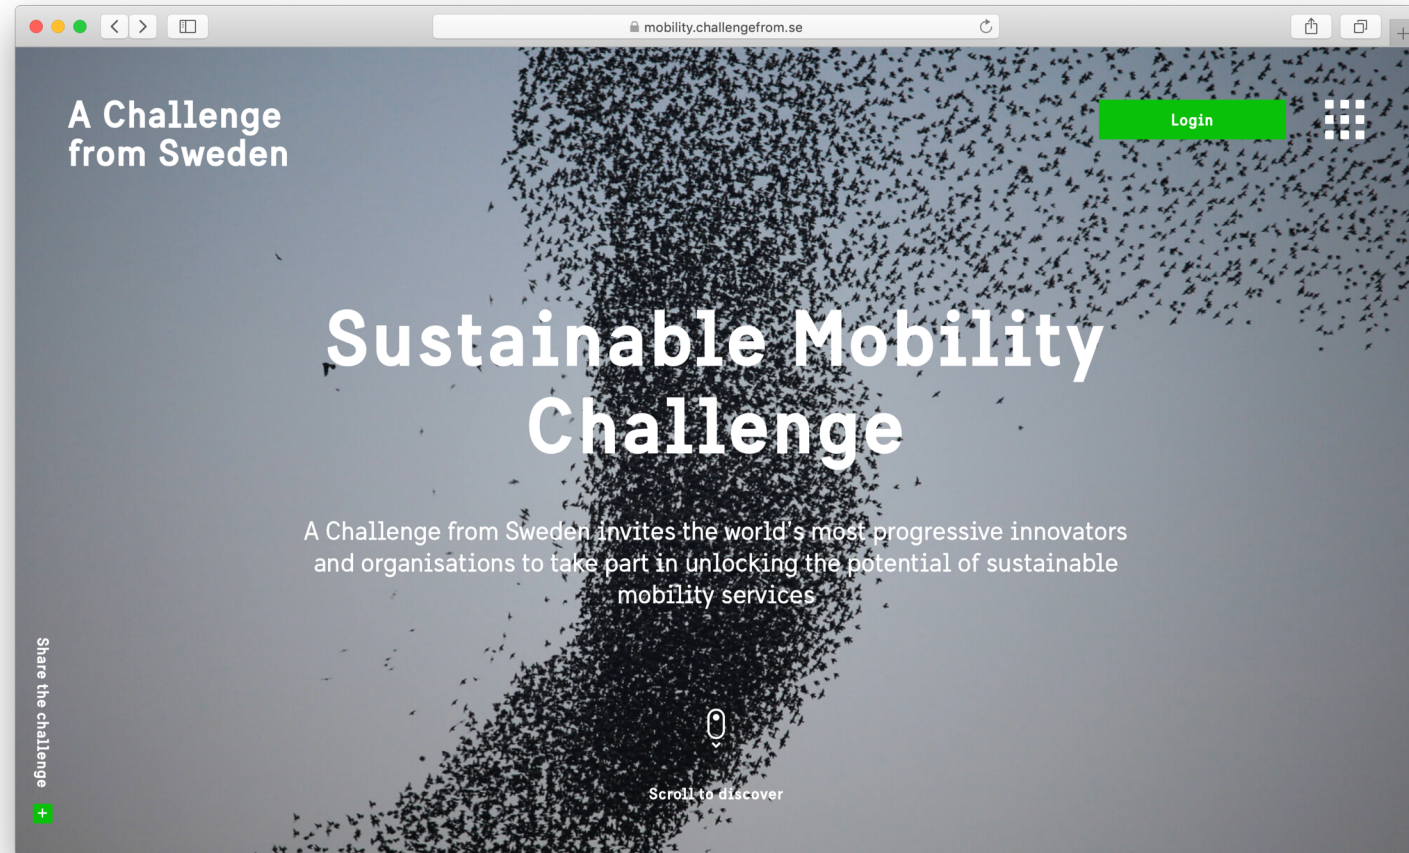 mobility.challengefrom.se
A Challenge
from Sweden
Login
Sustainable Mobility
Challenge
A Challenge from Sweden invites the world's most progressive innovators
and organisations to take part in unlocking the potential of sustainable
mobility services
Share the challenge
+
Scroll to discover